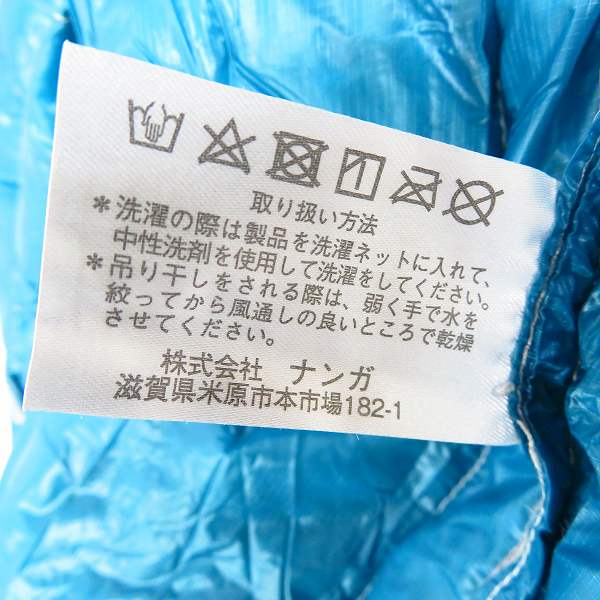 取り扱い方法
＊洗濯の際は製品を洗濯ネットに入れて、
中性洗剤を使用して洗濯をしてください。
＊吊り干しをされる際は、弱く手で水を
絞ってから風通しの良いところで乾燥
させてください。
株式会社 ナンガ
滋賀県米原市本市場182-1